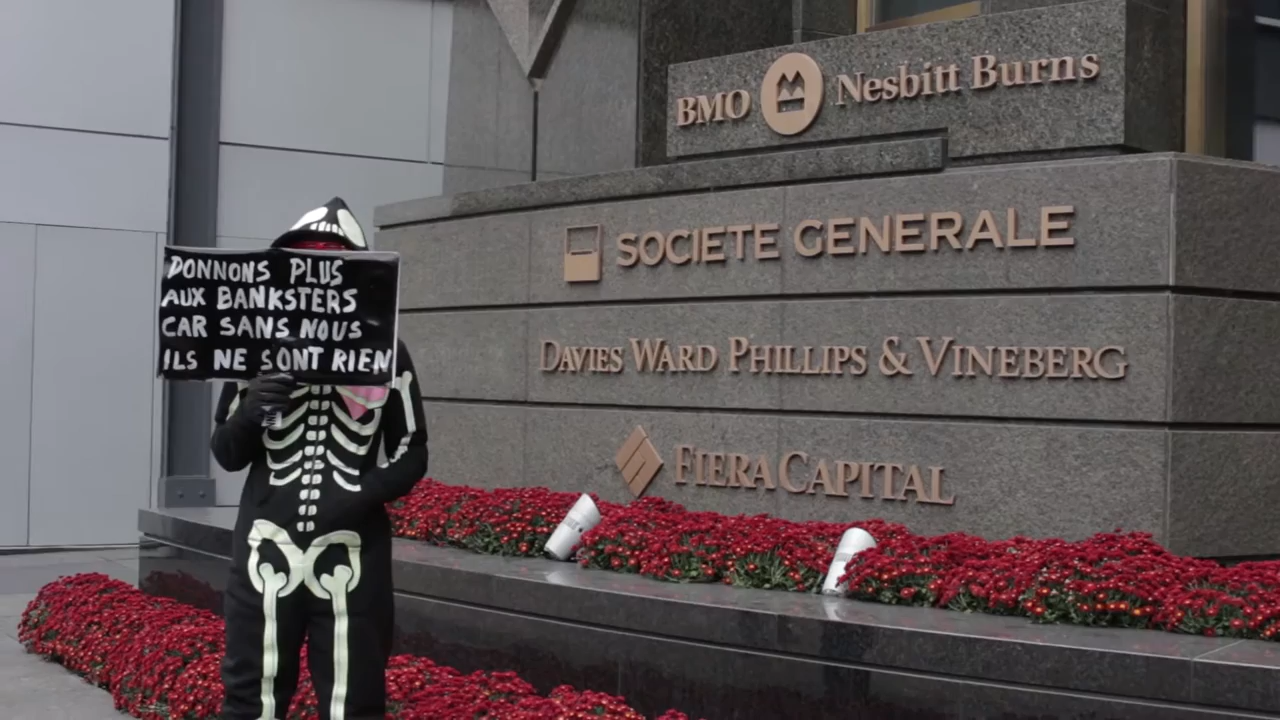 BMO Nesbitt Burns
SOCIETE GENERALE
DAVIES WARD PHILLIPS & VINEBERG
FIERA CAPITAL
DONNONS PLUS
AUX BANKSTERS
CAR SANS NOUS
ILS NE SONT RIEN